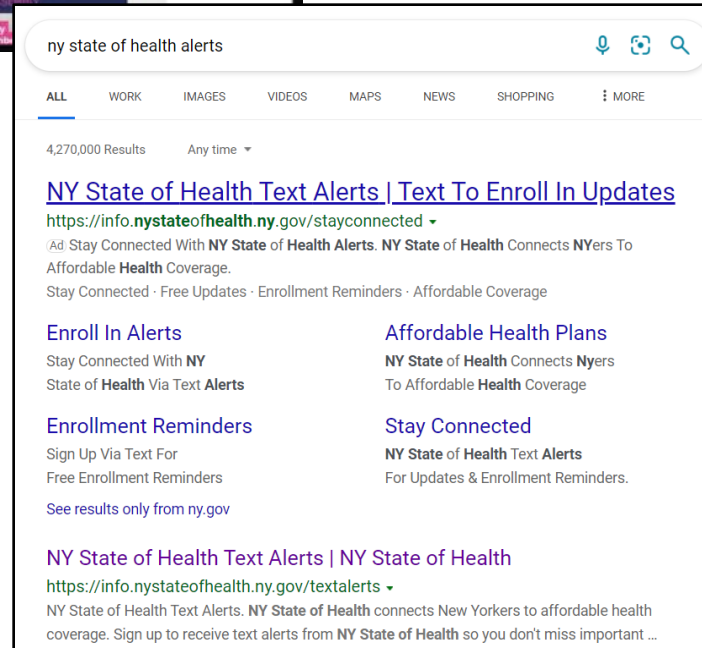 ny state of health alerts
ALL WORK IMAGES VIDEOS MAPS NEWS SHOPPING MORE
4,270,000 Results Any time
NY State of Health Text Alerts | Text To Enroll In Updates
https://info.nystateofhealth.ny.gov/stayconnected
Ad Stay Connected With NY State of Health Alerts. NY State of Health Connects NYers To
Affordable Health Coverage.
Stay Connected · Free Updates · Enrollment Reminders · Affordable Coverage
Enroll In Alerts
Stay Connected With NY
State of Health Via Text Alerts
Affordable Health Plans
NY State of Health Connects Nyers
To Affordable Health Coverage
Enrollment Reminders
Sign Up Via Text For
Free Enrollment Reminders
Stay Connected
NY State of Health Text Alerts
For Updates & Enrollment Reminders.
See results only from ny.gov
NY State of Health Text Alerts | NY State of Health
https://info.nystateofhealth.ny.gov/textalerts
NY State of Health Text Alerts. NY State of Health connects New Yorkers to affordable health
coverage. Sign up to receive text alerts from NY State of Health so you don't miss important ...